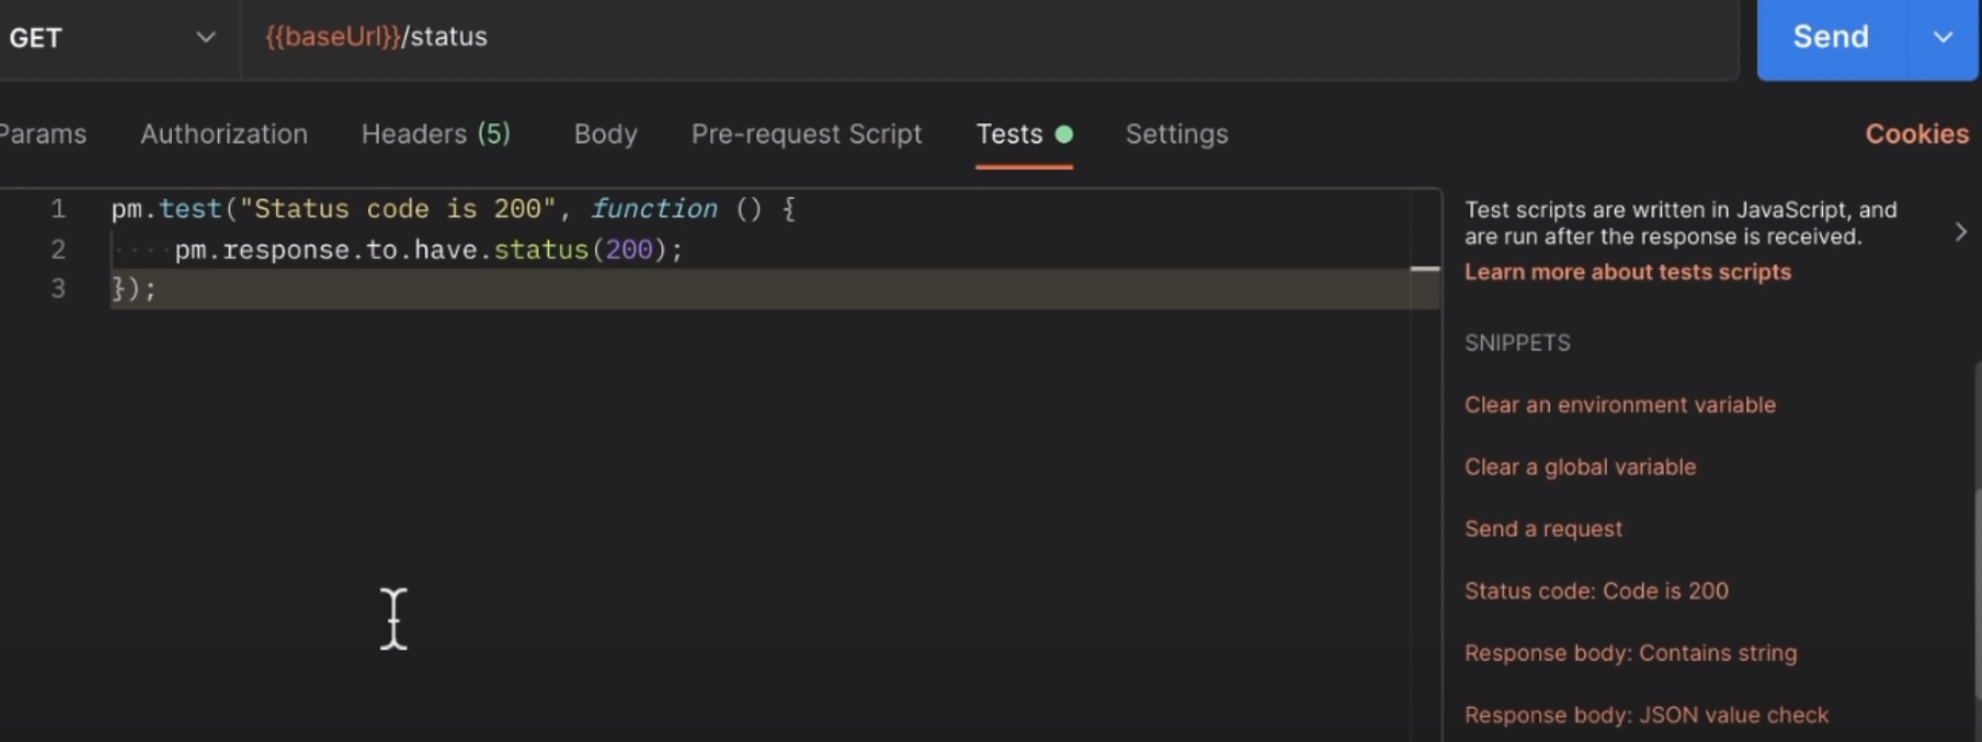 GET
{{baseUrl}}/status
Send
Params
Authorization
Headers (5)
Body
Pre-request Script
Tests
Settings
Cookies
1 pm.test("Status code is 200", function () {
2 pm.response.to.have.status(200);
3 });
Test scripts are written in JavaScript, and
are run after the response is received.
Learn more about tests scripts
SNIPPETS
Clear an environment variable
Clear a global variable
Send a request
Status code: Code is 200
Response body: Contains string
Response body: JSON value check